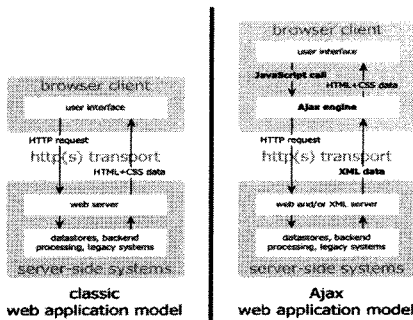 browser client
user interface
HTTP request
http(s) transport
HTML+CSS data
web server
datastores, backend
processing, legacy systems
server-side systems
classic
web application model
browser client
user interface
JavaScript call
HTML+CSS data
Ajax engine
HTTP request
http(s) transport
XML data
web and/or XML server
datastores, backend
processing, legacy systems
server-side systems
Ajax
web application model